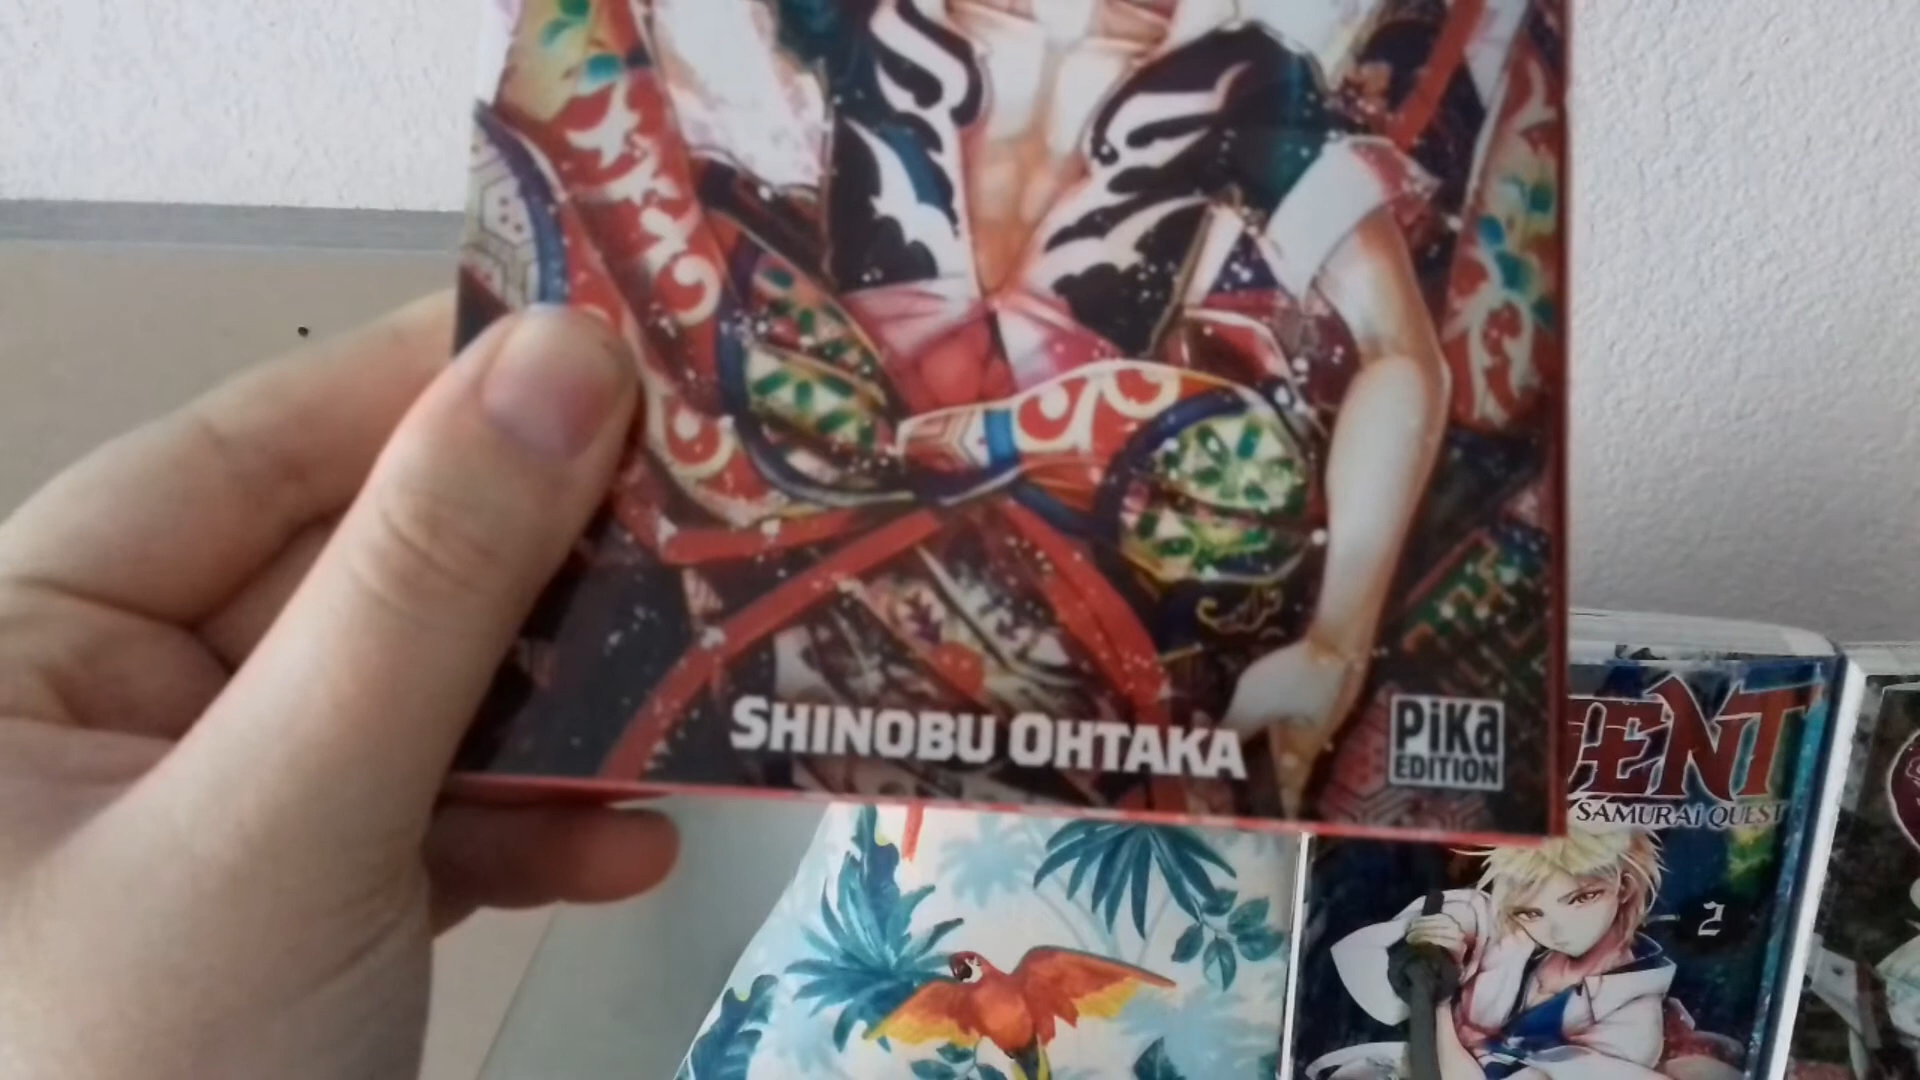 SHINOBU OHTAKA
PiKa
EDITION
ENT
SAMURAi QUEST
2